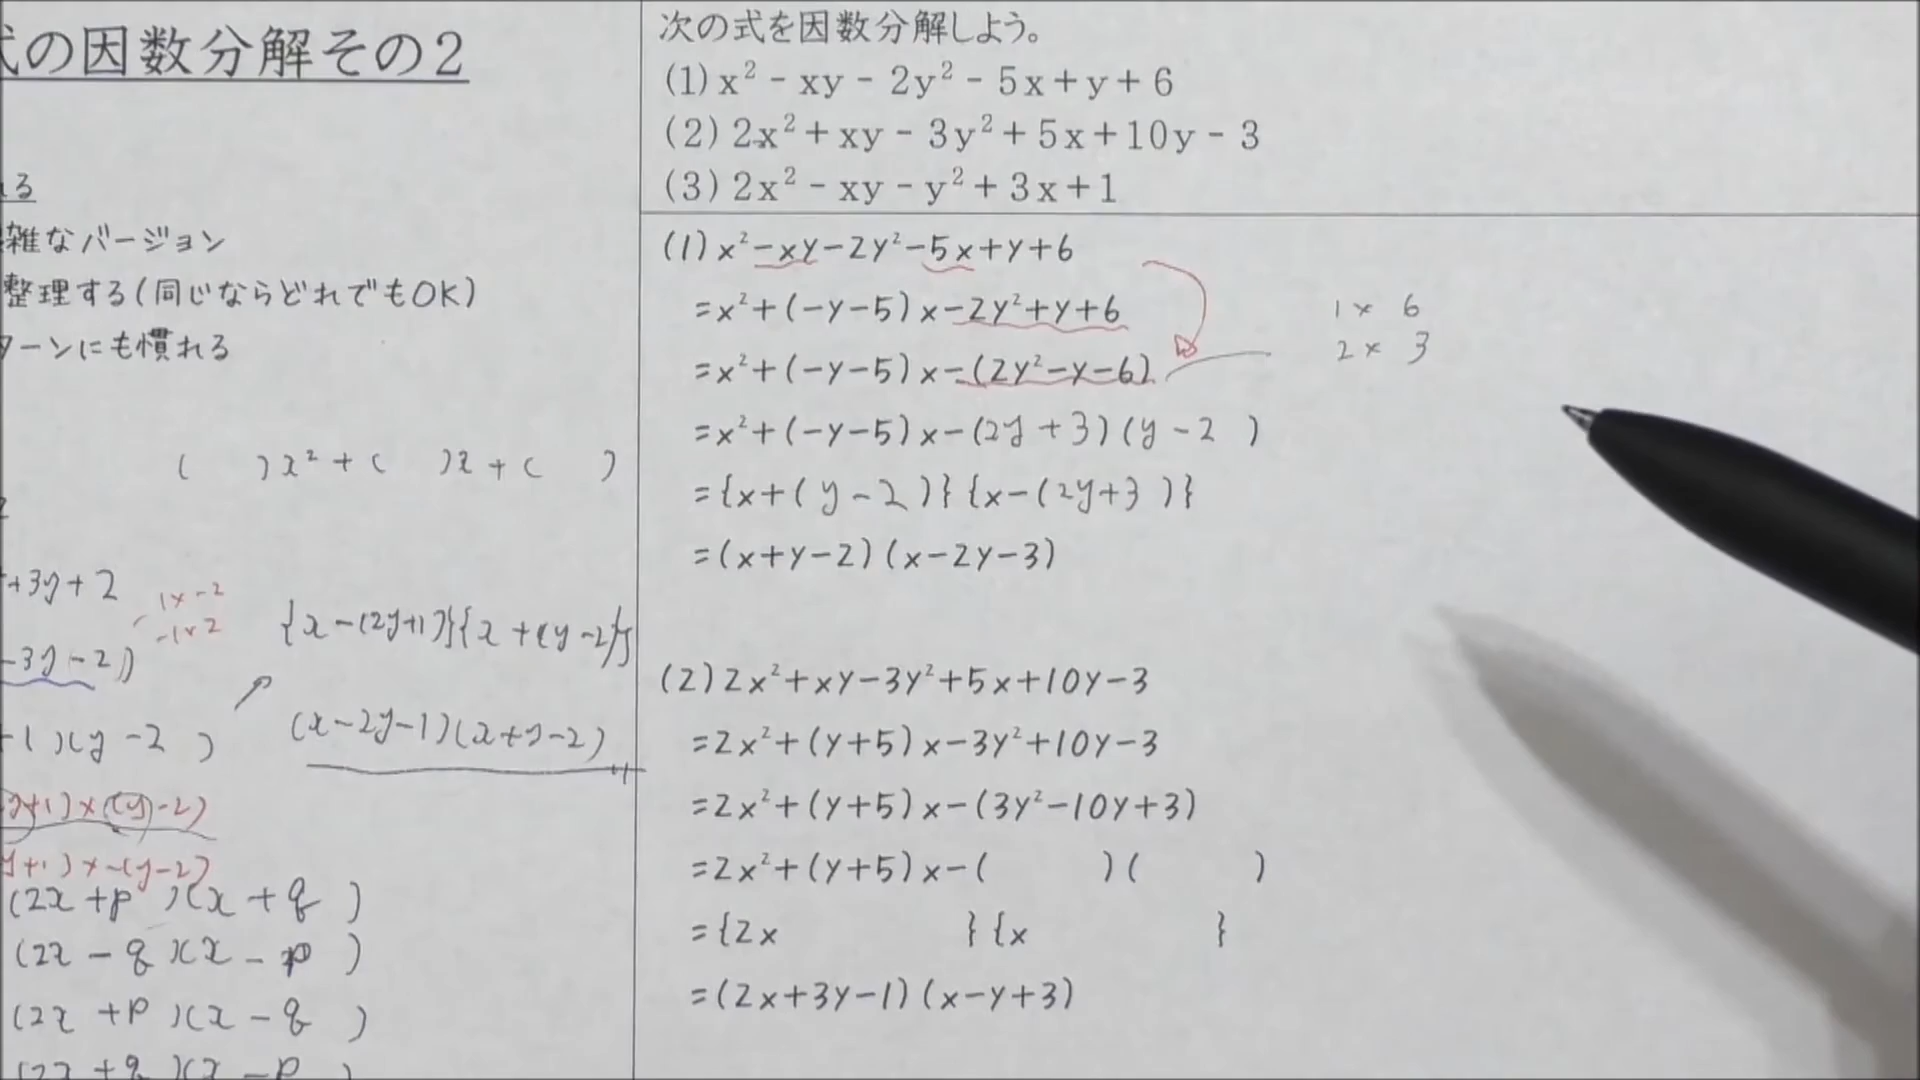 式の因数分解その2
れる
雑なバージョン
整理する(同じならどれでもOK)
ターンにも慣れる
(  )x²+(  )x+(  )
+3y+2
1×-2
-1×2
-3y-2)
{x-(2y+1)}{x+(y-2)}
+1)(y-2 )
(x-2y-1)(x+y-2)
y+1)×(y-2)
y+1)×-(y-2)
(2x+p )(x+q )
(2x-q )(x-p )
(2x+p )(x-q )
(2x+q )(x-p )
次の式を因数分解しよう。
(1)x²-xy-2y²-5x+y+6
(2)2x²+xy-3y²+5x+10y-3
(3)2x²-xy-y²+3x+1
(1)x²-xy-2y²-5x+y+6
=x²+(-y-5)x-2y²+y+6
=x²+(-y-5)x-(2y²-y-6)
1× 6
2× 3
=x²+(-y-5)x-(2y+3)(y-2 )
={x+(y-2)}{x-(2y+3 )}
=(x+y-2)(x-2y-3)
(2)2x²+xy-3y²+5x+10y-3
=2x²+(y+5)x-3y²+10y-3
=2x²+(y+5)x-(3y²-10y+3)
=2x²+(y+5)x-(  )(  )
={2x  }{x  }
=(2x+3y-1)(x-y+3)